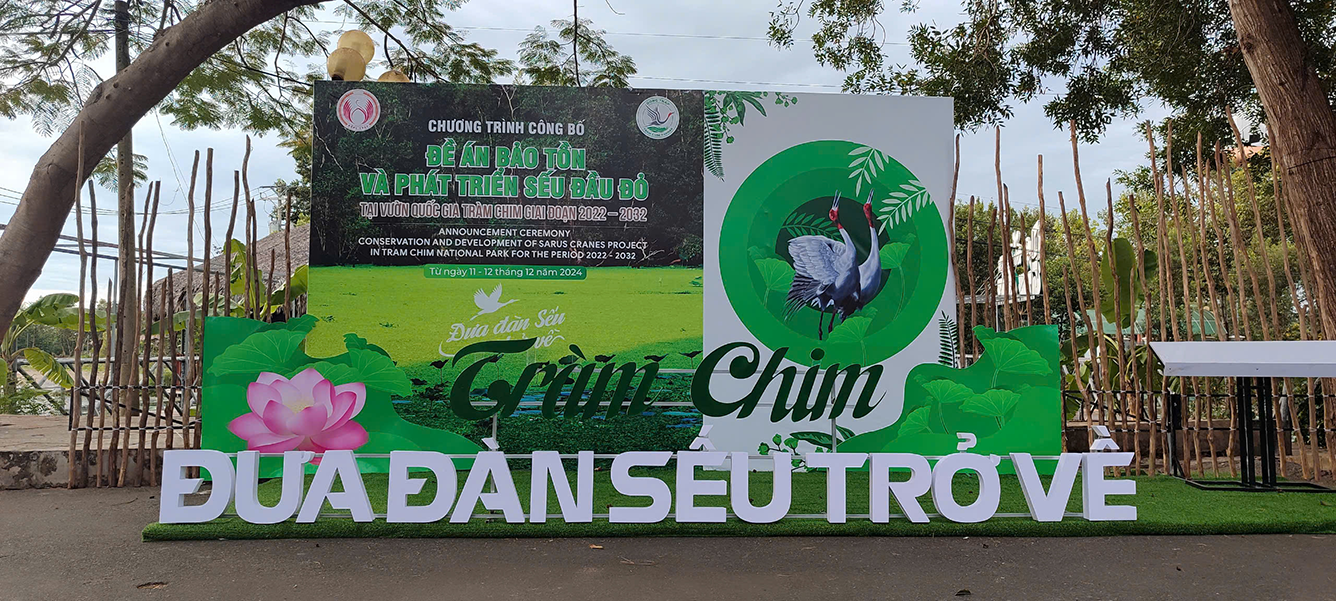 CHƯƠNG TRÌNH CÔNG BỐ
ĐỀ ÁN BẢO TỒN
VÀ PHÁT TRIỂN SẾU ĐẦU ĐỎ
TẠI VƯỜN QUỐC GIA TRÀM CHIM GIAI ĐOẠN 2022 – 2032
ANNOUNCEMENT CEREMONY
CONSERVATION AND DEVELOPMENT OF SARUS CRANES PROJECT
IN TRAM CHIM NATIONAL PARK FOR THE PERIOD 2022 - 2032
Từ ngày 11 - 12 tháng 12 năm 2024
Đưa đàn Sếu
về
Tràm Chim
ĐƯA ĐÀN SẾU TRỞ VỀ